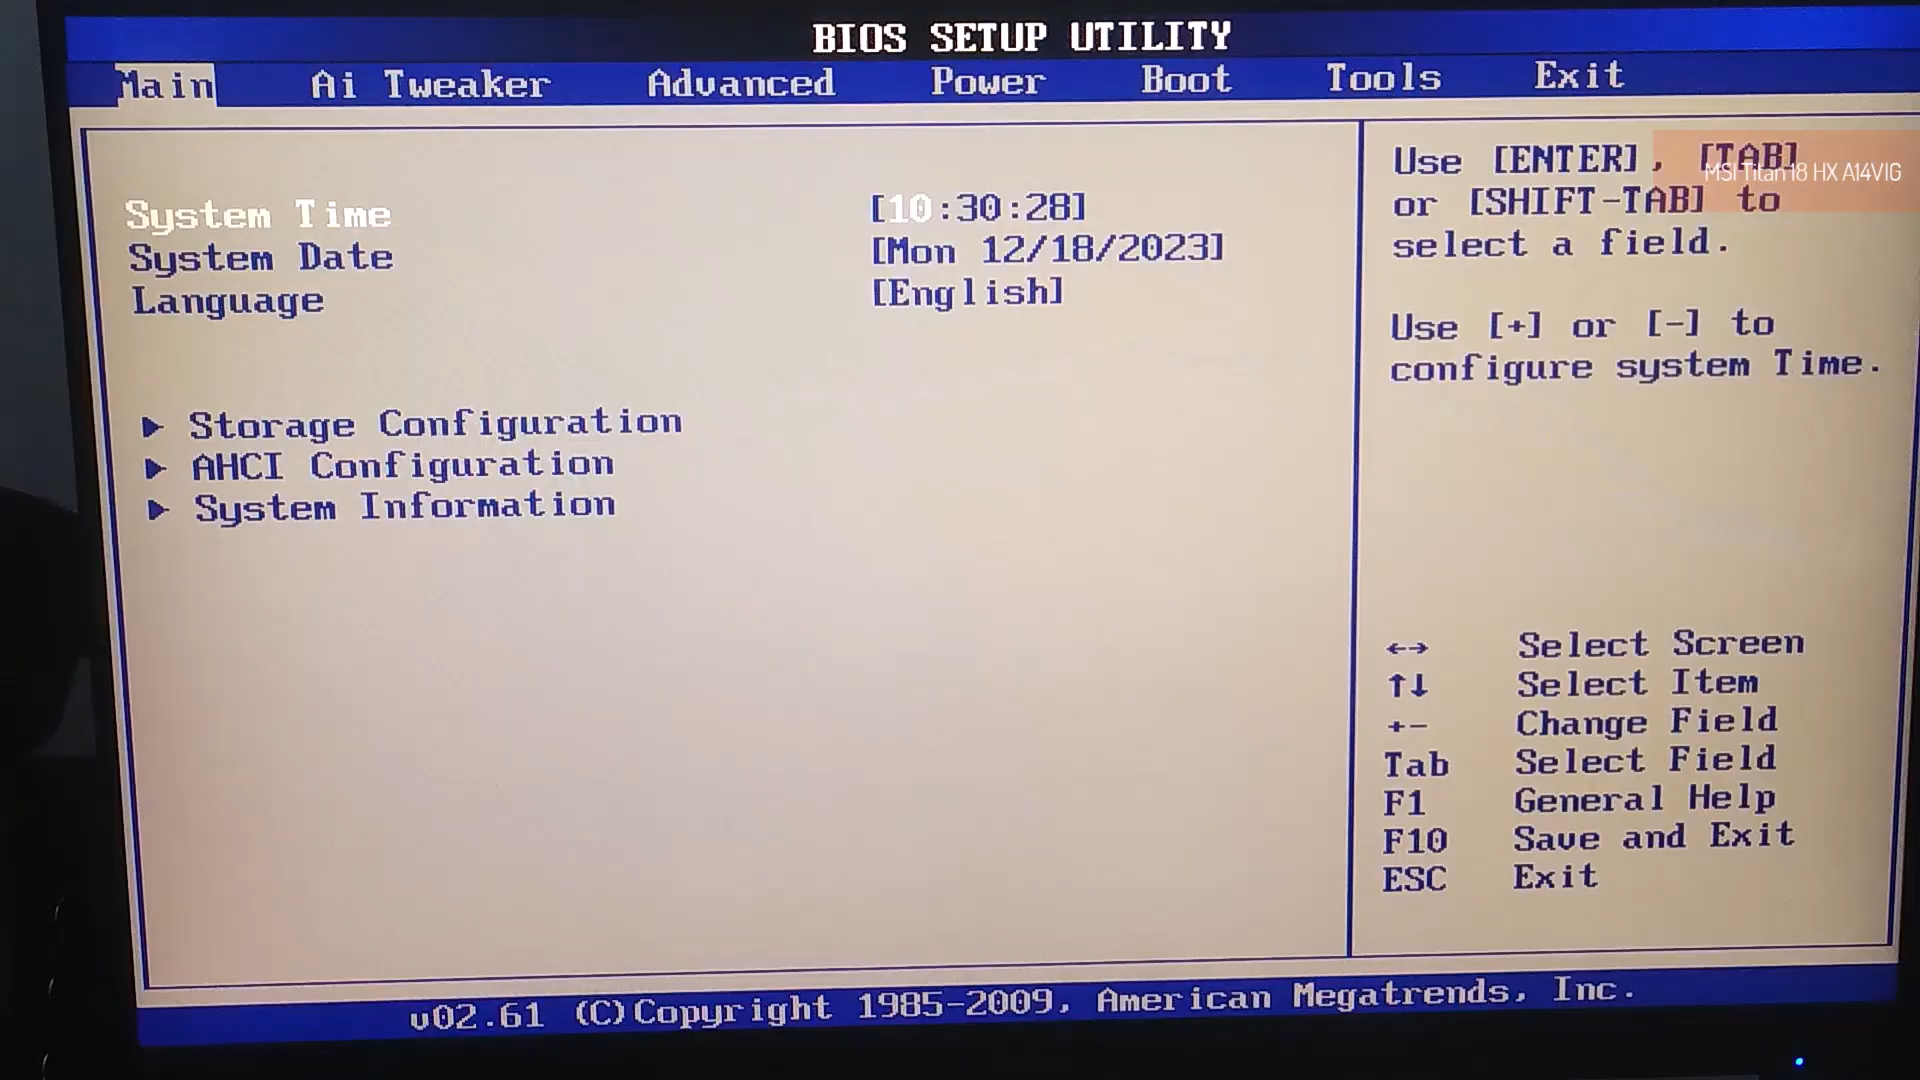 BIOS SETUP UTILITY
Main Ai Tweaker Advanced Power Boot Tools Exit
System Time [10:30:28]
System Date [Mon 12/18/2023]
Language [English]
▶ Storage Configuration
▶ AHCI Configuration
▶ System Information
Use [ENTER], [TAB]
or [SHIFT-TAB] to
select a field.
Use [+] or [-] to
configure system Time.
←→ Select Screen
↑↓ Select Item
+- Change Field
Tab Select Field
F1 General Help
F10 Save and Exit
ESC Exit
v02.61 (C)Copyright 1985-2009, American Megatrends, Inc.
MSI Titan 18 HX A14VIG